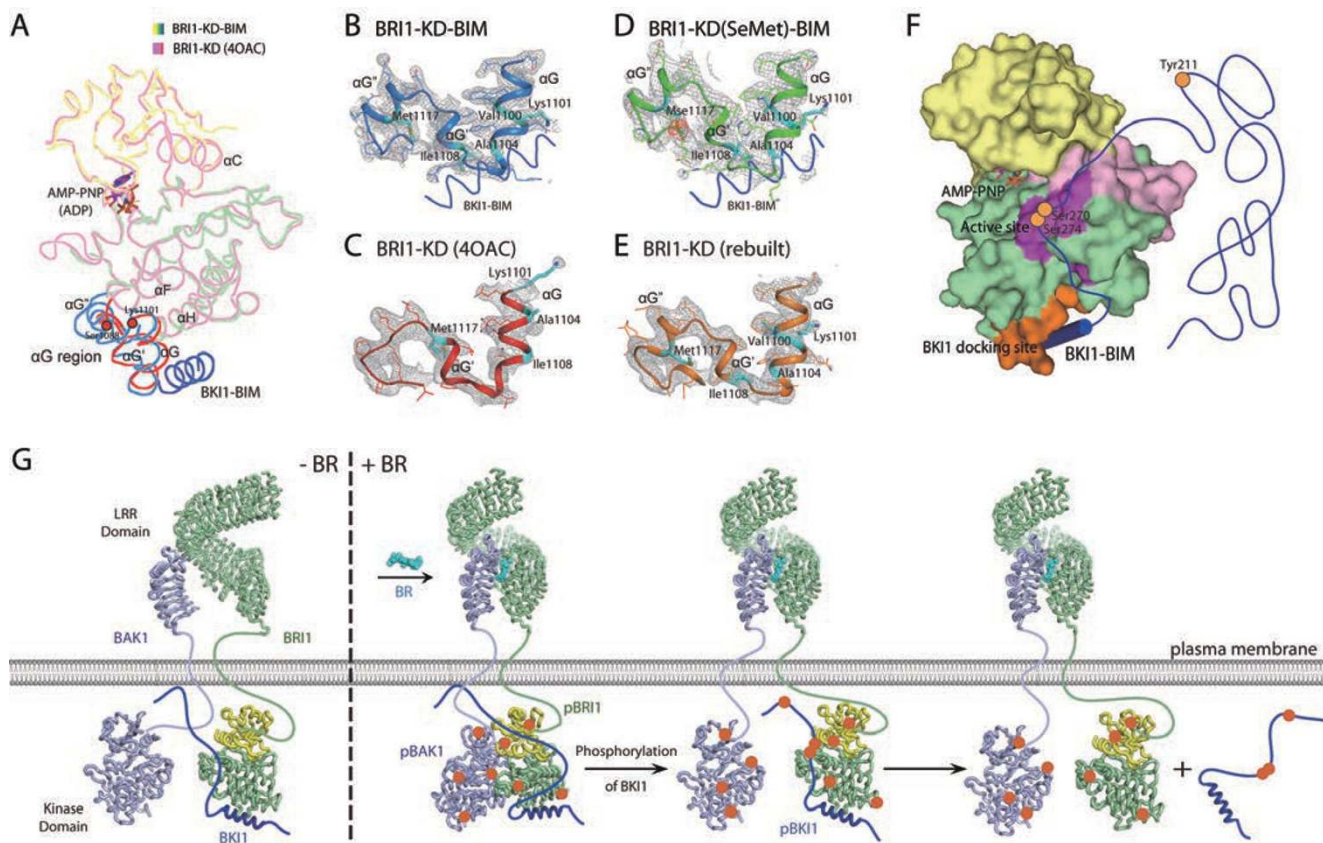 A
BRI1-KD-BIM
BRI1-KD (4OAC)
αC
AMP-PNP
(ADP)
αF
αG"
Lys1101
αH
Ser1088
αG region
αG'
αG
BKI1-BIM
B
BRI1-KD-BIM
αG"
αG
Lys1101
Met1117
Val1100
αG'
Ala1104
Ile1108
BKI1-BIM
C
BRI1-KD (4OAC)
Lys1101
αG"
αG
Met1117
Ala1104
αG'
Ile1108
D
BRI1-KD(SeMet)-BIM
αG"
αG
Lys1101
Mse1117
Val1100
αG'
Ala1104
Ile1108
BKI1-BIM
E
BRI1-KD (rebuilt)
αG"
αG
Val1100
Lys1101
Met1117
αG'
Ala1104
Ile1108
F
Tyr211
AMP-PNP
Ser270
Active site
Ser274
BKI1 docking site
BKI1-BIM
G
- BR
+ BR
LRR
Domain
BR
BAK1
BRI1
plasma membrane
pBRI1
pBAK1
Phosphorylation
of BKI1
Kinase
Domain
BKI1
pBKI1
+